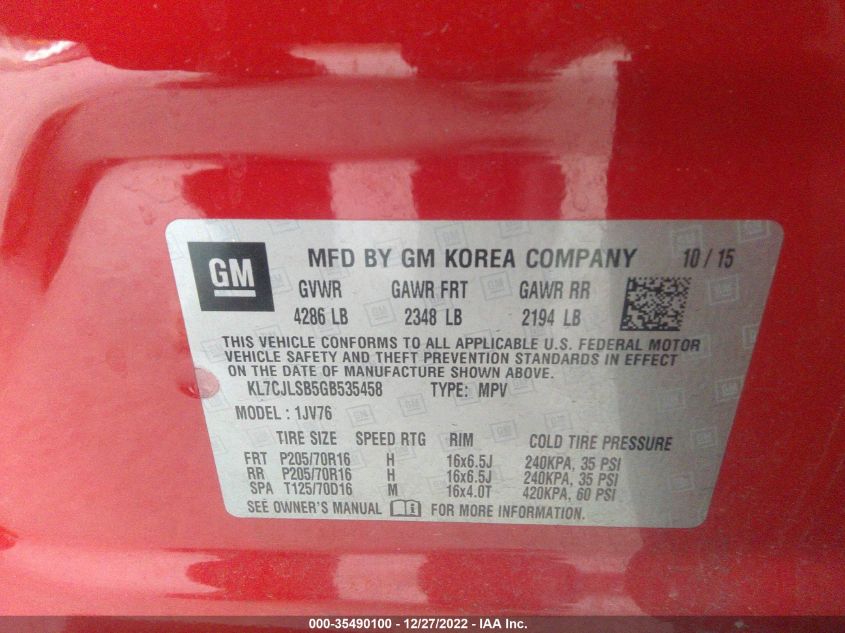 GM MFD BY GM KOREA COMPANY 10 / 15
GVWR GAWR FRT GAWR RR
4286 LB 2348 LB 2194 LB
THIS VEHICLE CONFORMS TO ALL APPLICABLE U.S. FEDERAL MOTOR
VEHICLE SAFETY AND THEFT PREVENTION STANDARDS IN EFFECT
ON THE DATE OF MANUFACTURE SHOWN ABOVE.
KL7CJLSB5GB535458 TYPE: MPV
MODEL : 1JV76
TIRE SIZE SPEED RTG RIM COLD TIRE PRESSURE
FRT P205/70R16 H 16x6.5J 240KPA, 35 PSI
RR P205/70R16 H 16x6.5J 240KPA, 35 PSI
SPA T125/70D16 M 16x4.0T 420KPA, 60 PSI
SEE OWNER'S MANUAL FOR MORE INFORMATION.
000-35490100 - 12/27/2022 - IAA Inc.